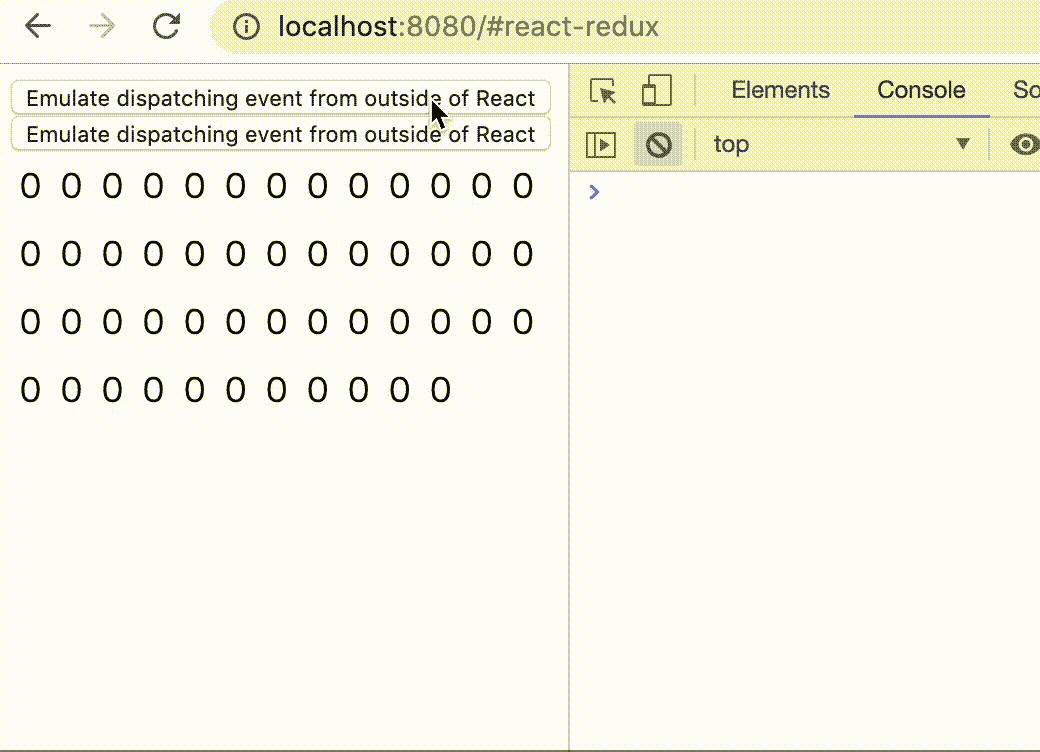 localhost:8080/#react-redux
Emulate dispatching event from outside of React
Emulate dispatching event from outside of React
0 0 0 0 0 0 0 0 0 0 0 0 0
0 0 0 0 0 0 0 0 0 0 0 0 0
0 0 0 0 0 0 0 0 0 0 0 0 0
0 0 0 0 0 0 0 0 0 0 0
Elements Console So
top